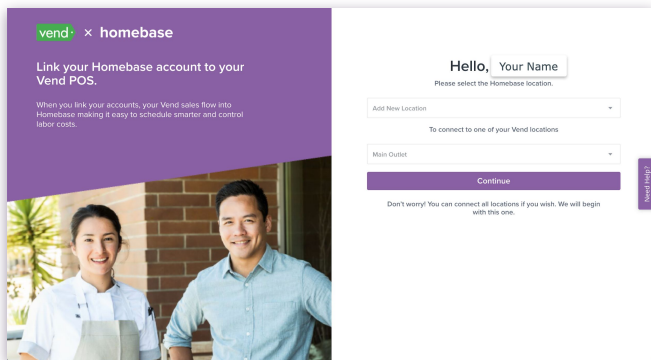 vend × homebase
Link your Homebase account to your
Vend POS.
When you link your accounts, your Vend sales flow into
Homebase making it easy to schedule smarter and control
labor costs.
Hello, Your Name
Please select the Homebase location.
Add New Location
To connect to one of your Vend locations
Main Outlet
Continue
Don't worry! You can connect all locations if you wish. We will begin
with this one.
Need Help?